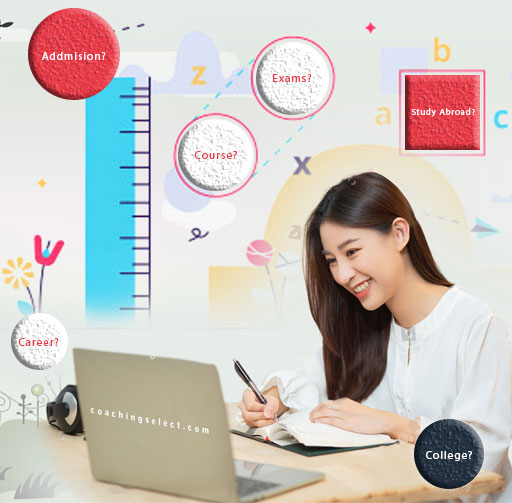 Addmision?
b
z
Exams?
a
Study Abroad?
c
Course?
x
Career?
coachingselect.com
College?